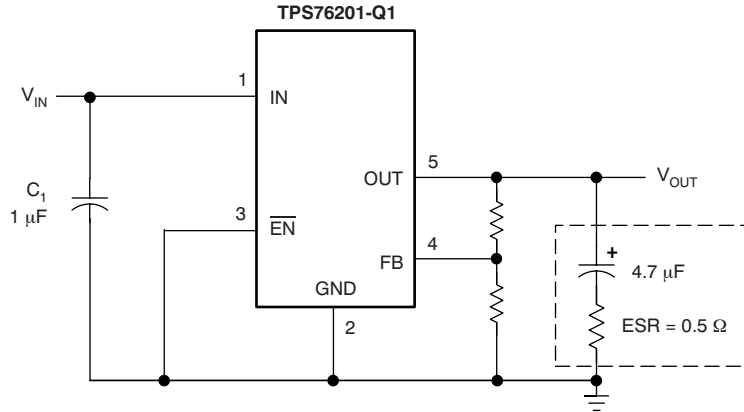 TPS76201-Q1
1
V_IN
IN
5
OUT
V_OUT
C_1
1 μF
3
E̅N̅
4
FB
+
4.7 μF
GND
2
ESR = 0.5 Ω